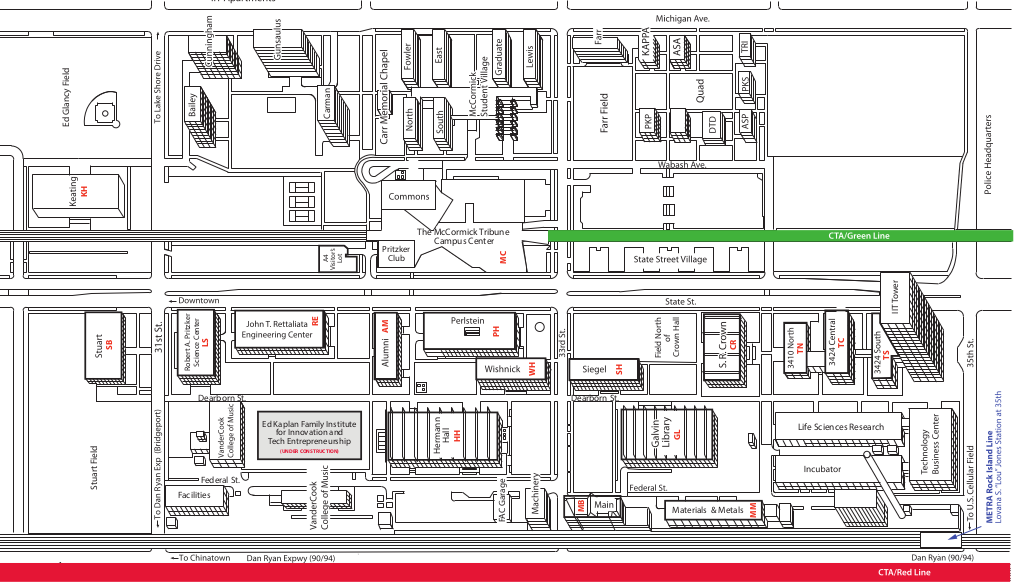 Michigan Ave.
Cunningham
Gunsaulus
Ed Glancy Field
To Lake Shore Drive
Bailey
Carman
Carr Memorial Chapel
Fowler
East
McCormick
Student Village
Graduate
Lewis
North
South
Farr
Farr Field
KAPPA
ASA
TRI
Quad
PKS
PKP
DTD
ASP
Police Headquarters
Wabash Ave.
Keating
KH
Commons
The McCormick Tribune
Campus Center
MC
Pritzker
Club
A4
Visitor's
Lot
CTA/Green Line
State Street Village
Downtown
State St.
IIT Tower
31st St.
Stuart
SB
Robert A. Pritzker
Science Center
LS
John T. Rettaliata
Engineering Center
RE
Alumni
AM
Perlstein
PH
Wishnick
WH
33rd St.
Siegel
SH
Field North
of
Crown Hall
S. R. Crown
CR
3410 North
TN
3424 Central
TC
3424 South
TS
35th St.
Dearborn St.
Dearborn St.
Stuart Field
To Dan Ryan Exp (Bridgeport)
VanderCook
College of Music
Ed Kaplan Family Institute
for Innovation and
Tech Entrepreneuship
(UNDER CONSTRUCTION)
Hermann
Hall
HH
Galvin
Library
GL
Life Sciences Research
Incubator
Technology
Business Center
To U.S. Cellular Field
METRA Rock Island Line
Lovana S. "Lou" Jones Station at 35th
Federal St.
Facilities
VanderCook
College of Music
FAC Garage
Machinery
MB
Main
Federal St.
Materials & Metals
MM
To Chinatown
Dan Ryan Expwy (90/94)
Dan Ryan (90/94)
CTA/Red Line